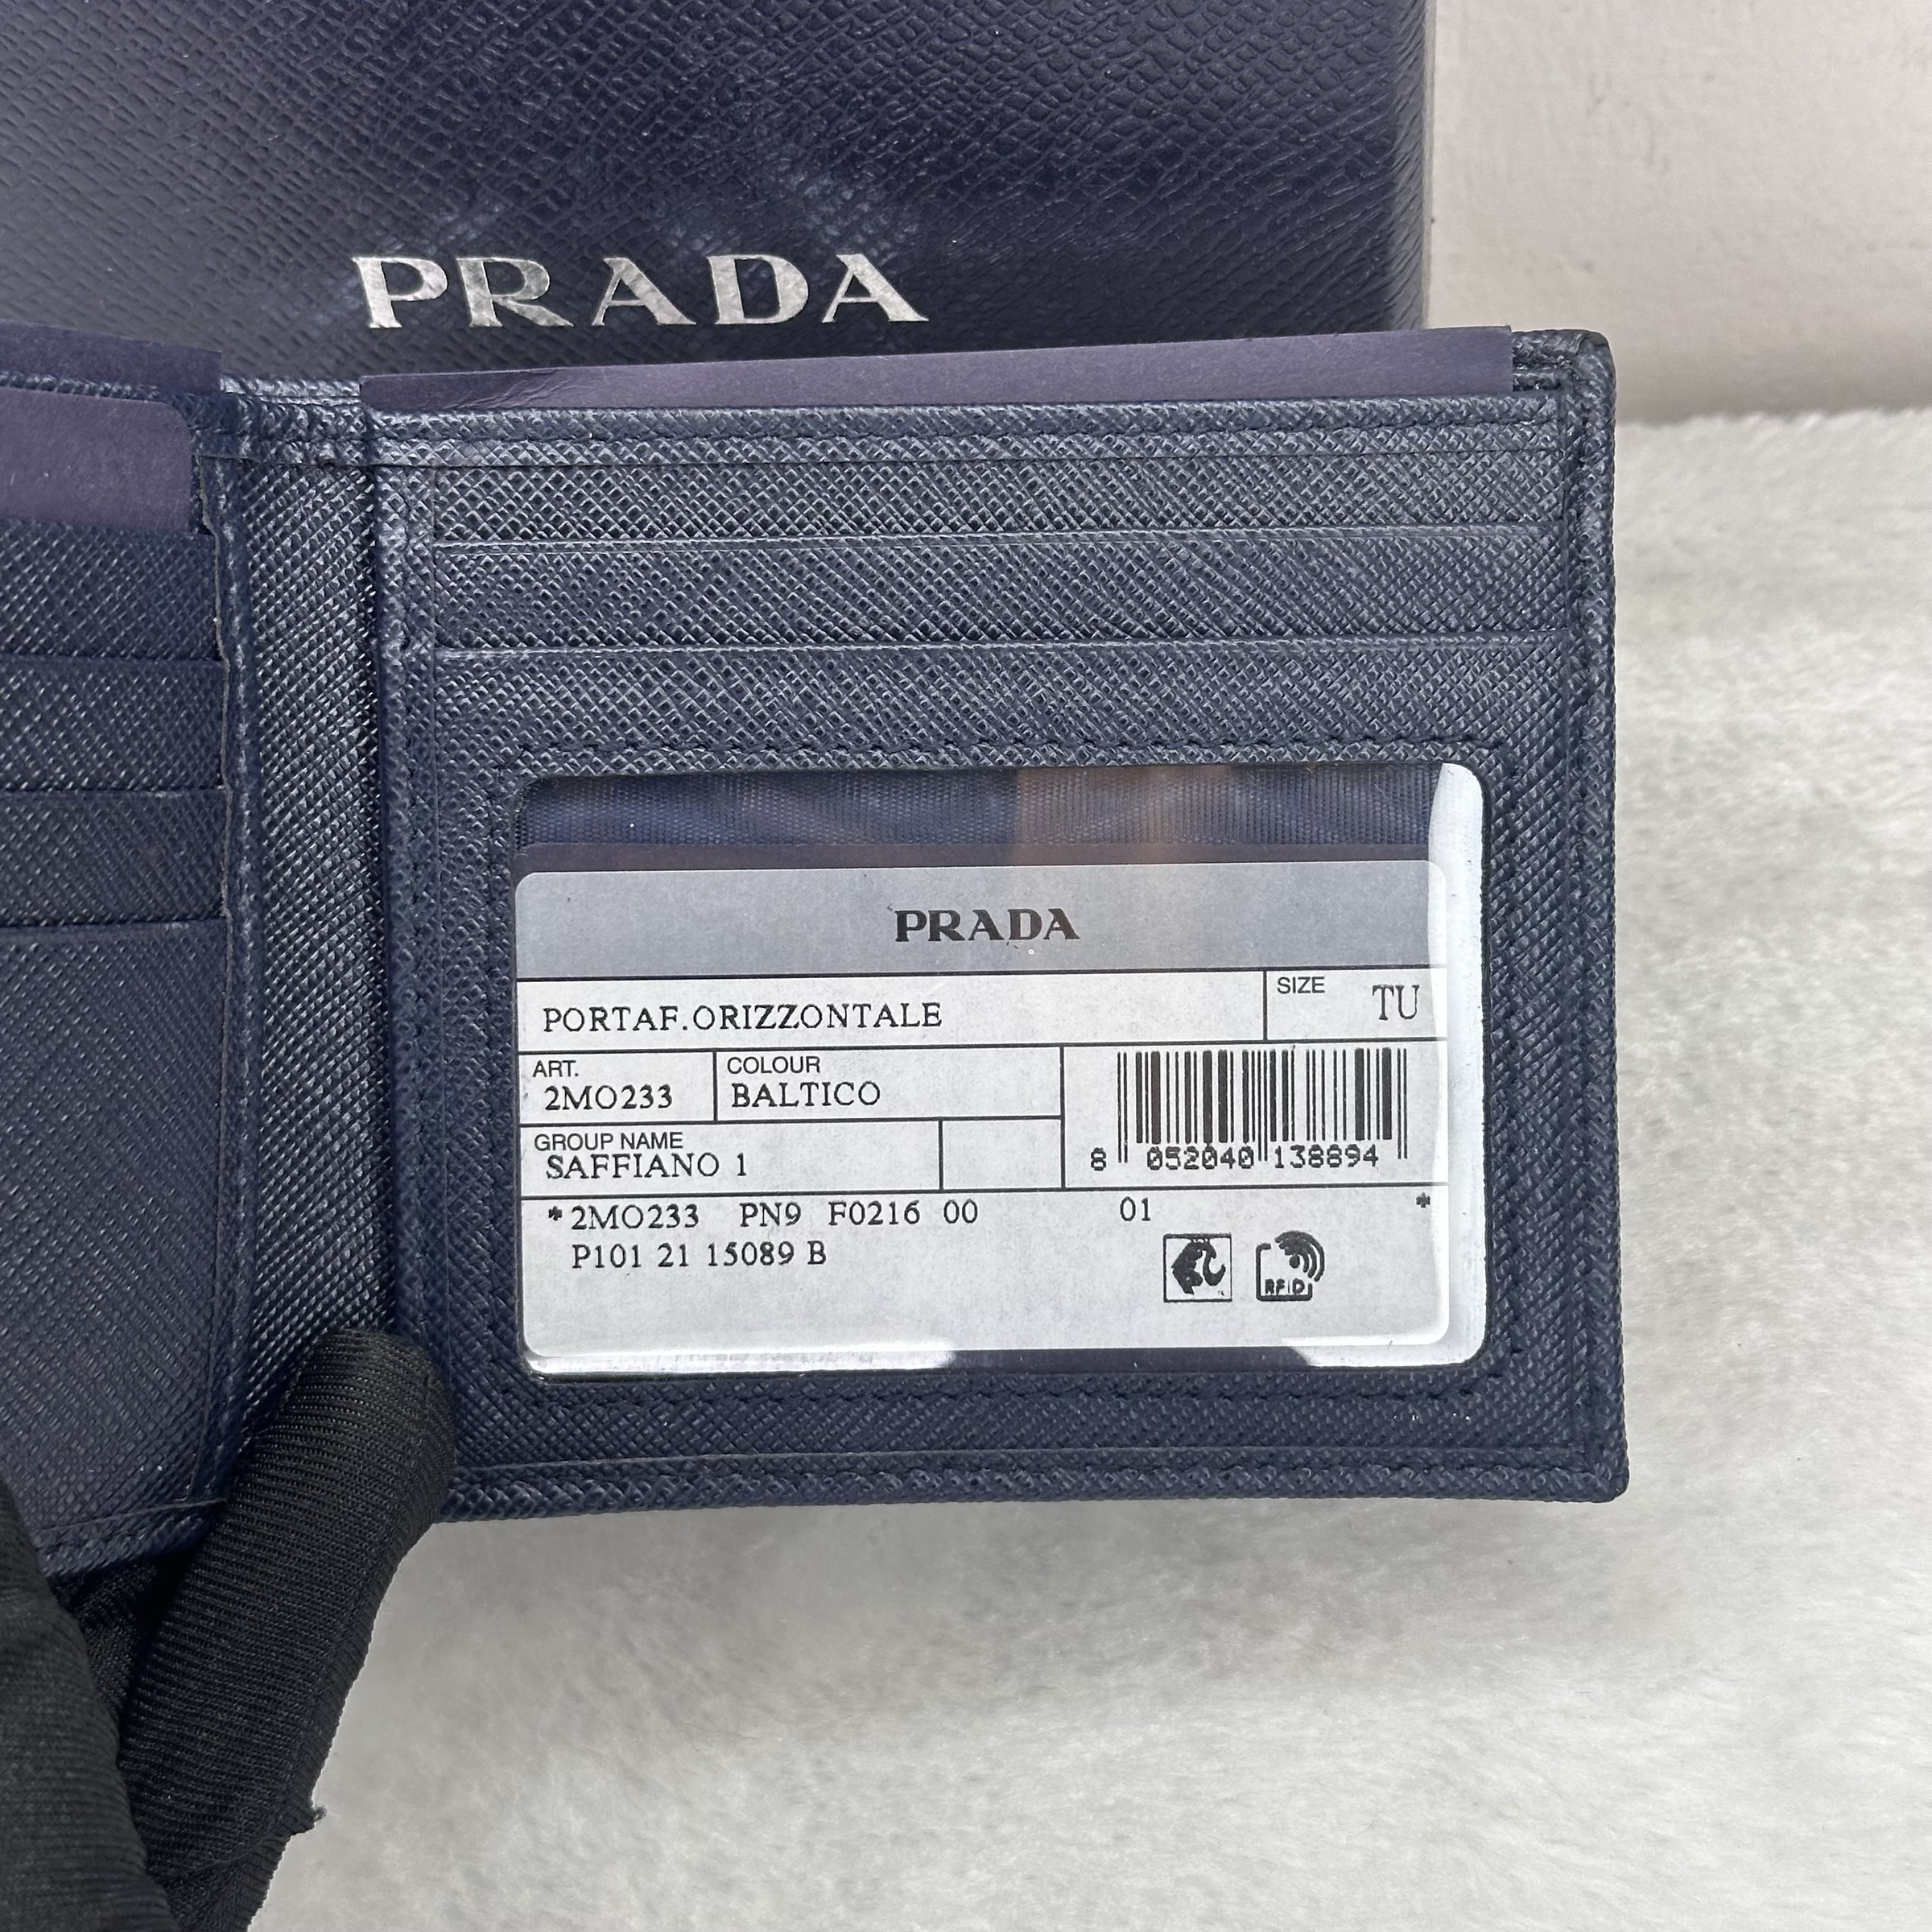 PRADA
PRADA
PORTAF.ORIZZONTALE
SIZE
TU
ART.
2MO233
COLOUR
BALTICO
GROUP NAME
SAFFIANO 1
8 052040 138894
*2MO233 PN9 F0216 00 01 *
P101 21 15089 B
RFID